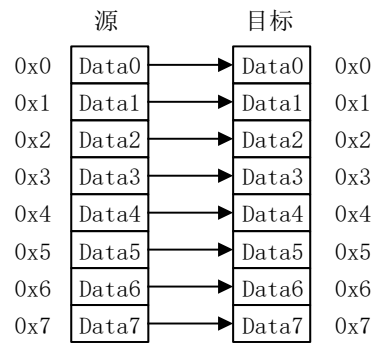 源 目标
0x0 Data0 Data0 0x0
0x1 Data1 Data1 0x1
0x2 Data2 Data2 0x2
0x3 Data3 Data3 0x3
0x4 Data4 Data4 0x4
0x5 Data5 Data5 0x5
0x6 Data6 Data6 0x6
0x7 Data7 Data7 0x7